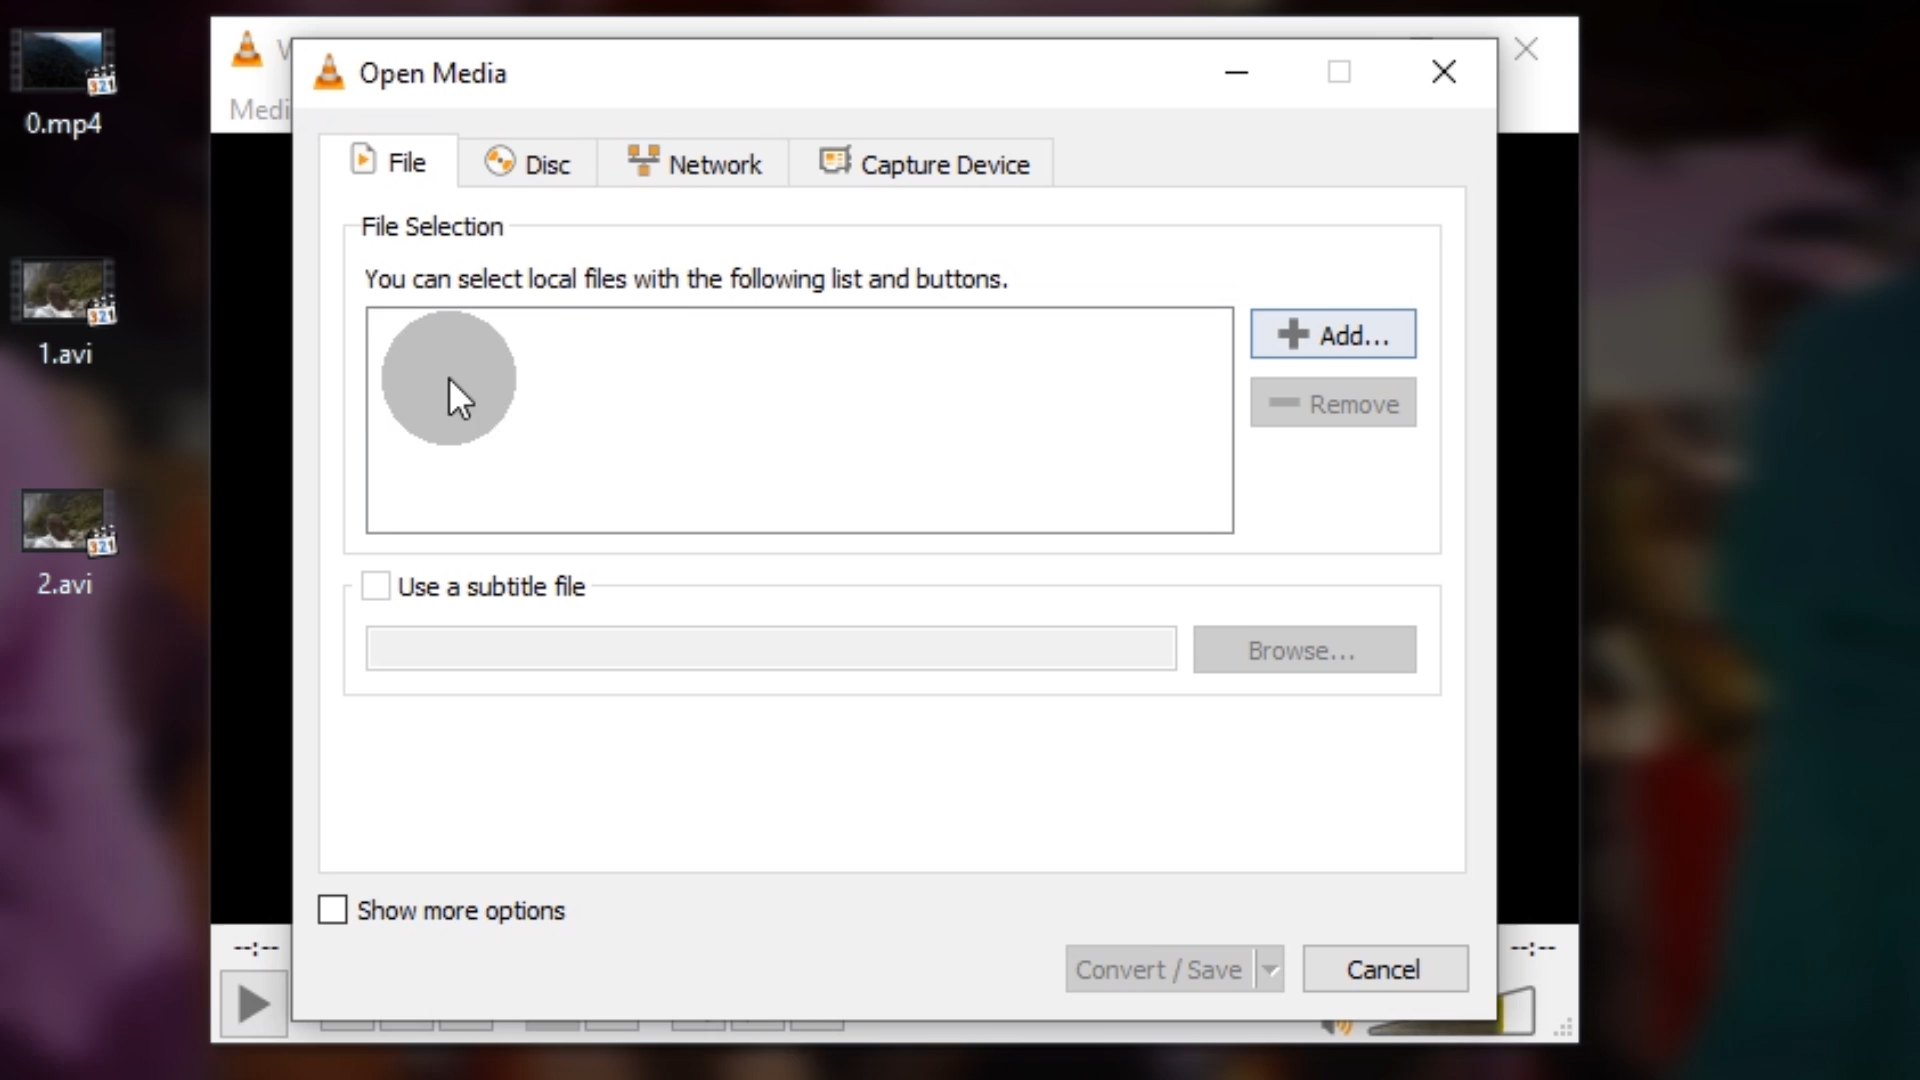 0.mp4
1.avi
2.avi
V
Medi
Open Media
File
Disc
Network
Capture Device
File Selection
You can select local files with the following list and buttons.
Add...
Remove
Use a subtitle file
Browse...
Show more options
Convert / Save
Cancel
--:--
--:--